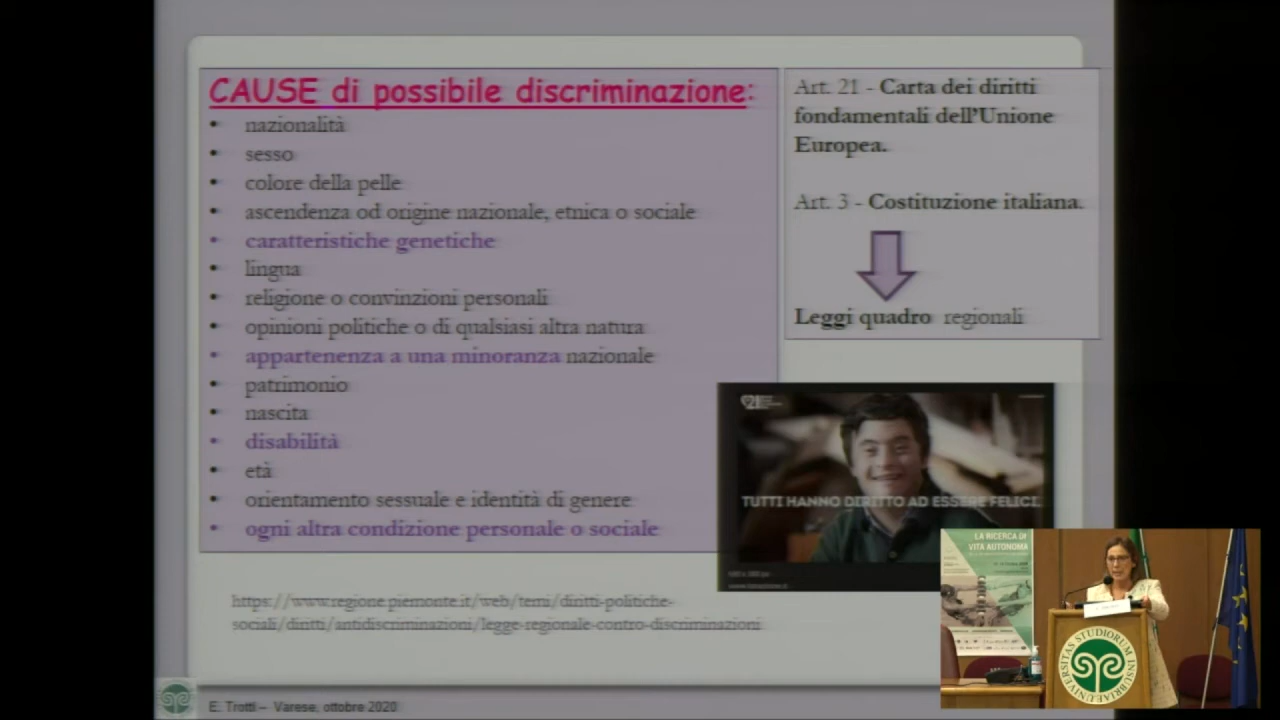 CAUSE di possibile discriminazione:
• nazionalità
• sesso
• colore della pelle
• ascendenza od origine nazionale, etnica o sociale
• caratteristiche genetiche
• lingua
• religione o convinzioni personali
• opinioni politiche o di qualsiasi altra natura
• appartenenza a una minoranza nazionale
• patrimonio
• nascita
• disabilità
• età
• orientamento sessuale e identità di genere
• ogni altra condizione personale o sociale
Art. 21 - Carta dei diritti
fondamentali dell'Unione
Europea.
Art. 3 - Costituzione italiana.
Leggi quadro regionali
TUTTI HANNO DIRITTO AD ESSERE FELICI.
https://www.regione.piemonte.it/web/temi/diritti-politiche-
sociali/diritti/antidiscriminazioni/legge-regionale-contro-discriminazioni
LA RICERCA DI
VITA AUTONOMA
UNIVERSITAS STUDIORUM INSUBRIAE
E. Trotti – Varese, ottobre 2020